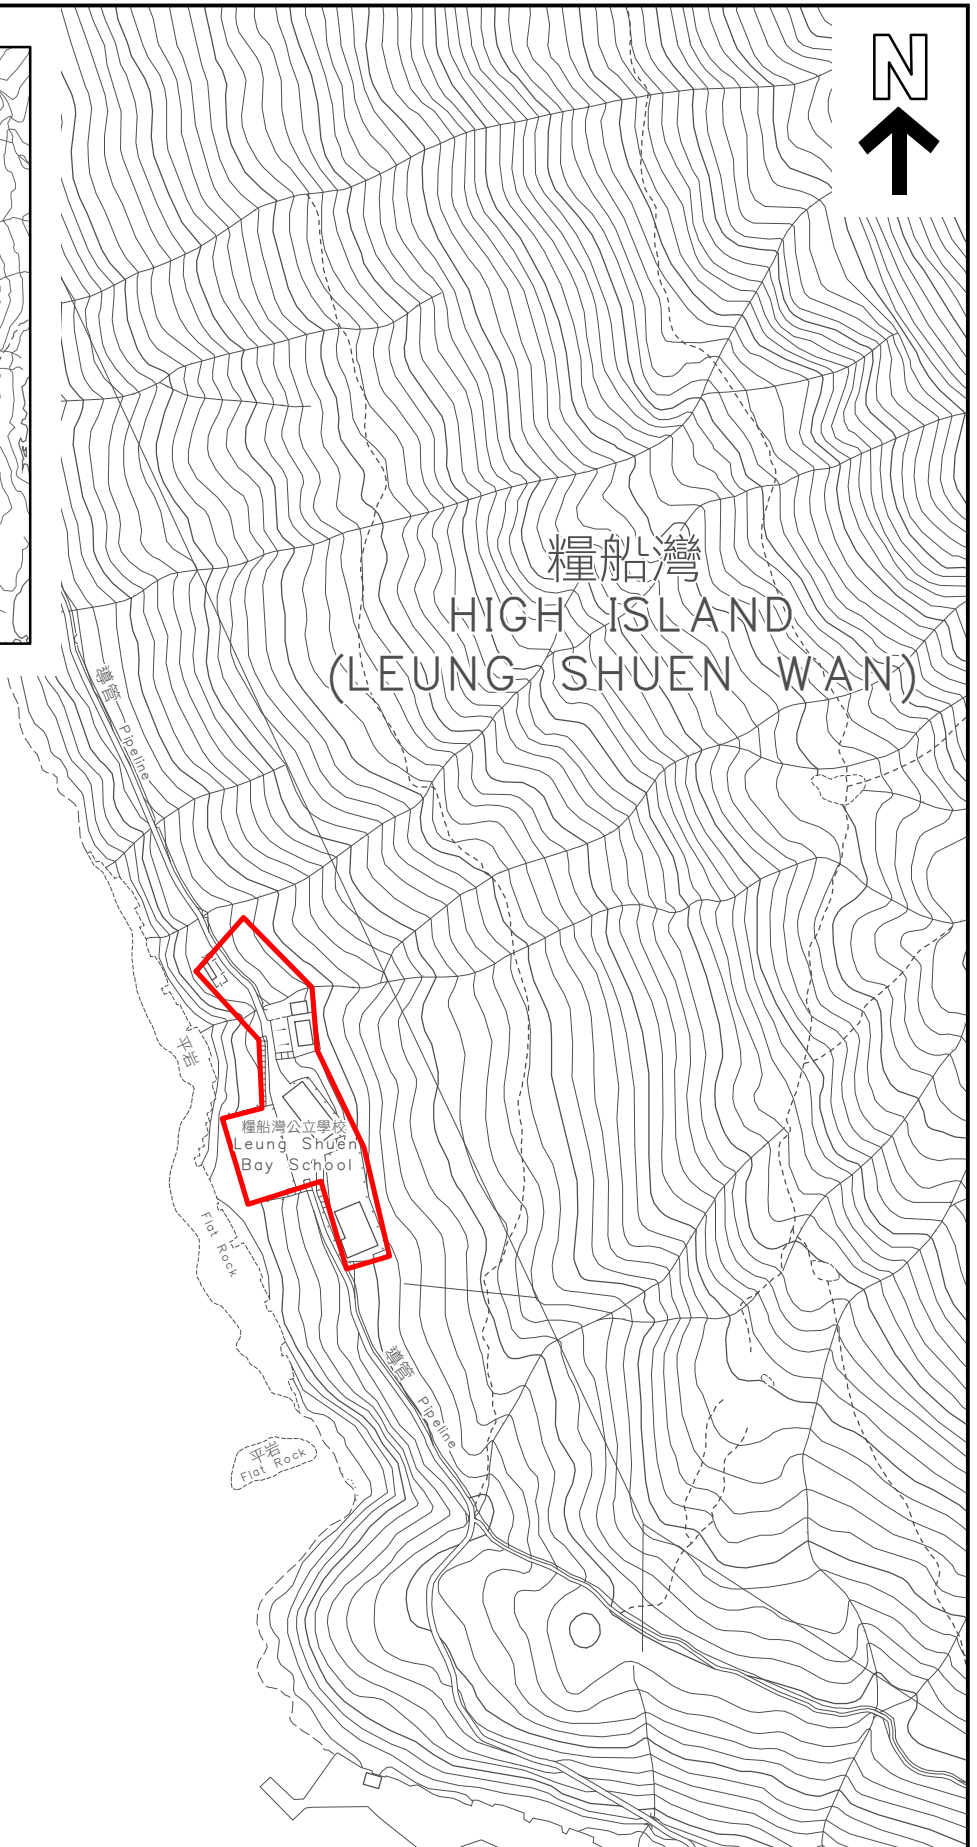 N
糧船灣
HIGH ISLAND
(LEUNG SHUEN WAN)
導管 Pipeline
平岩
糧船灣公立學校
Leung Shuen
Bay School
Flat Rock
導管 Pipeline
平岩
Flat Rock